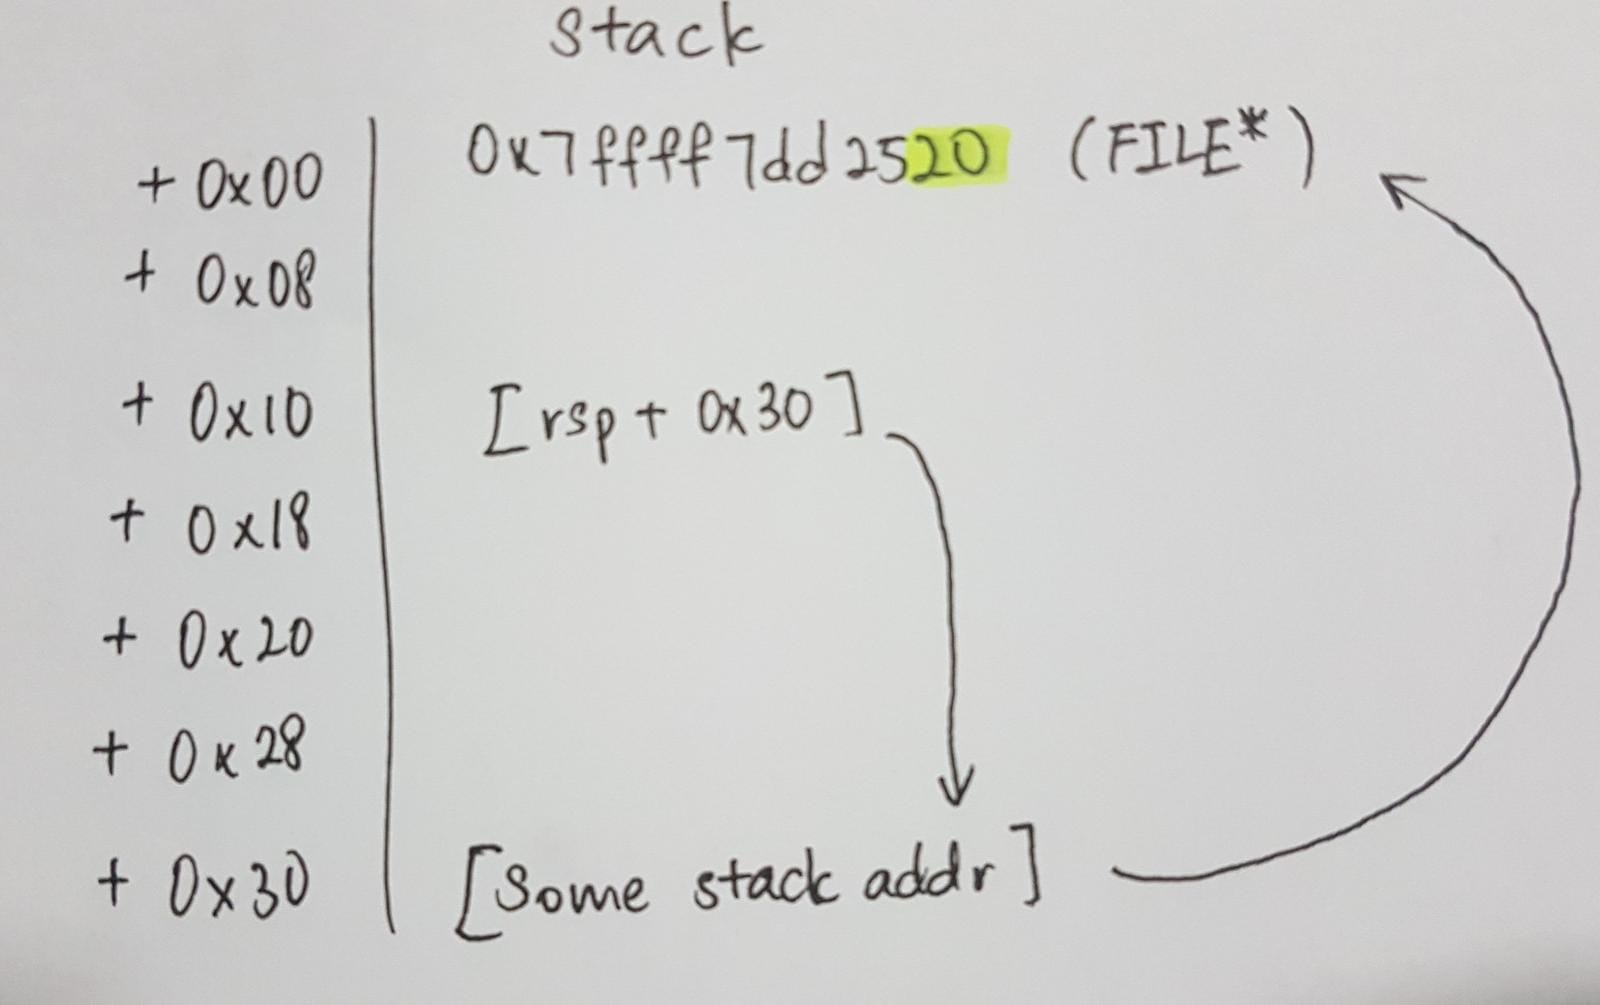 stack
+ 0x00 0x7ffff7dd2520 (FILE*)
+ 0x08
+ 0x10 [rsp + 0x30]
+ 0x18
+ 0x20
+ 0x28
+ 0x30 [Some stack addr]